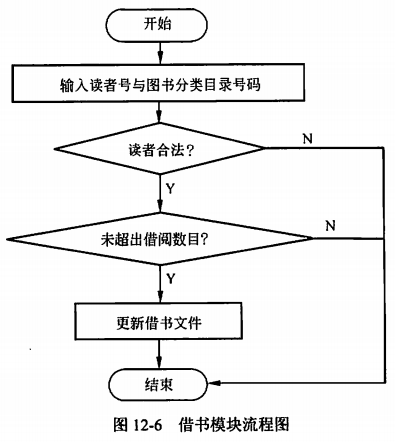 开始
输入读者号与图书分类目录号码
读者合法?
N
Y
未超出借阅数目?
N
Y
更新借书文件
结束
图 12-6 借书模块流程图